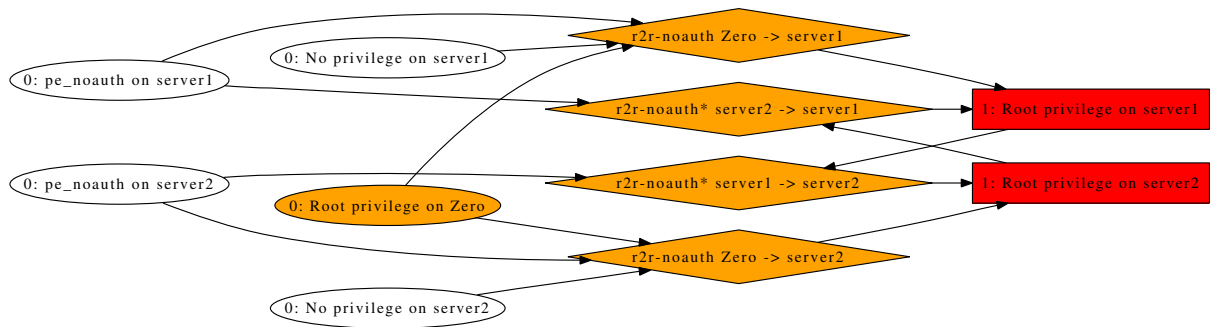 r2r-noauth Zero -> server1
0: No privilege on server1
0: pe_noauth on server1
r2r-noauth* server2 -> server1
1: Root privilege on server1
0: pe_noauth on server2
r2r-noauth* server1 -> server2
1: Root privilege on server2
0: Root privilege on Zero
r2r-noauth Zero -> server2
0: No privilege on server2